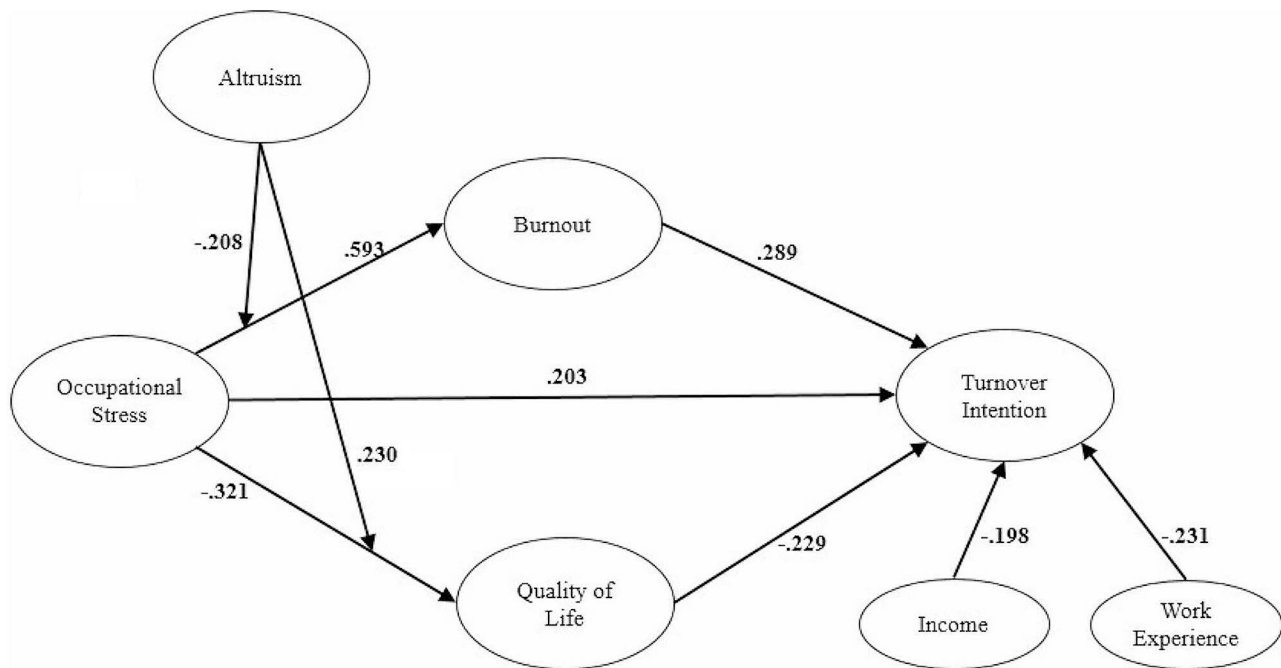 Altruism
Burnout
-.208
.593
.289
Occupational
Stress
.203
Turnover
Intention
.230
-.321
-.229
-.198
-.231
Quality of
Life
Income
Work
Experience